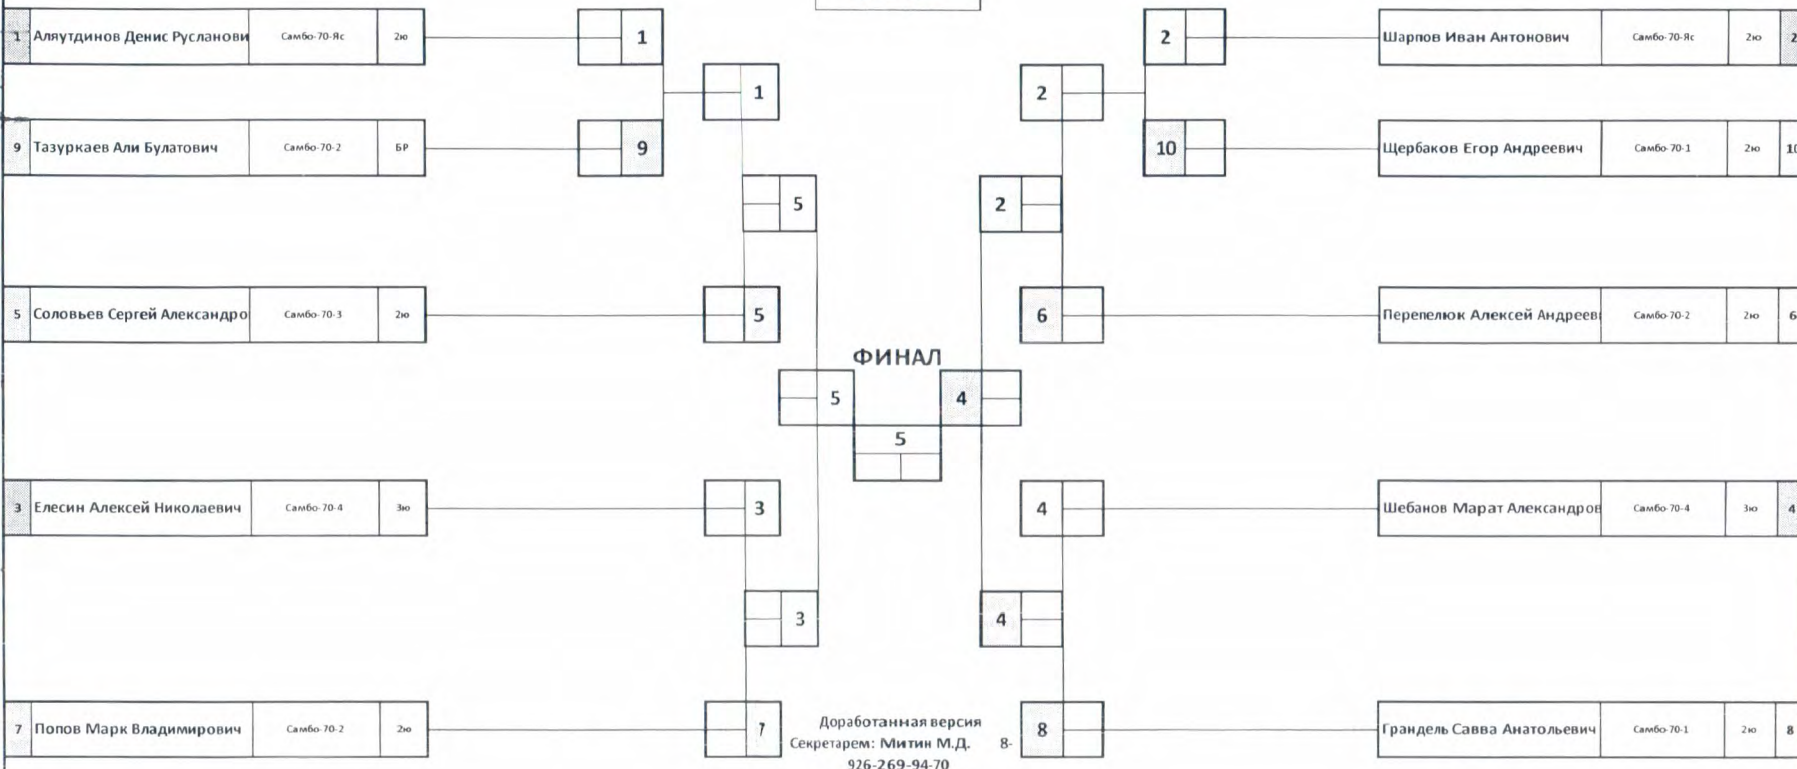 1 Аляутдинов Денис Русланови Самбо-70-Яс 2ю 1 2 Шарпов Иван Антонович Самбо-70-Яс 2ю 2
1 2
9 Тазуркаев Али Булатович Самбо-70-2 БР 9 10 Щербаков Егор Андреевич Самбо-70-1 2ю 10
5 2
5 Соловьев Сергей Александро Самбо-70-3 2ю 5 6 Перепелюк Алексей Андреев Самбо-70-2 2ю 6
ФИНАЛ
5 4
5
3 Елесин Алексей Николаевич Самбо-70-4 3ю 3 4 Шебанов Марат Александров Самбо-70-4 3ю 4
3 4
7 Попов Марк Владимирович Самбо-70-2 2ю 7 8 Грандель Савва Анатольевич Самбо-70-1 2ю 8
Доработанная версия
Секретарем: Митин М.Д. 8-
926-269-94-70